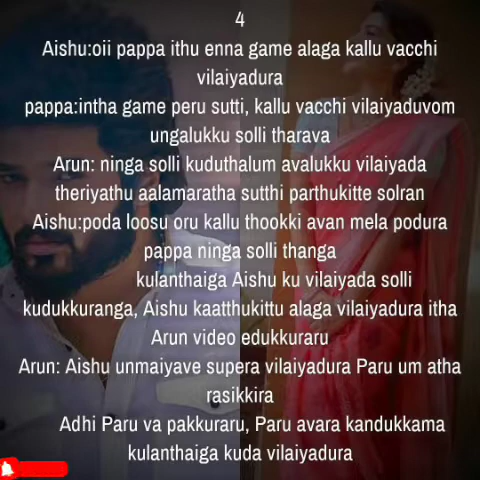 4
Aishu:oii pappa ithu enna game alaga kallu vacchi
vilaiyadura
pappa:intha game peru sutti, kallu vacchi vilaiyaduvom
ungalukku solli tharava
Arun: ninga solli kuduthalum avalukku vilaiyada
theriyathu aalamaratha sutthi parthukitte solran
Aishu:poda loosu oru kallu thookki avan mela podura
pappa ninga solli thanga
kulanthaiga Aishu ku vilaiyada solli
kudukkuranga, Aishu kaatthukittu alaga vilaiyadura itha
Arun video edukkuraru
Arun: Aishu unmaiyave supera vilaiyadura Paru um atha
rasikkira
Adhi Paru va pakkuraru, Paru avara kandukkama
kulanthaiga kuda vilaiyadura